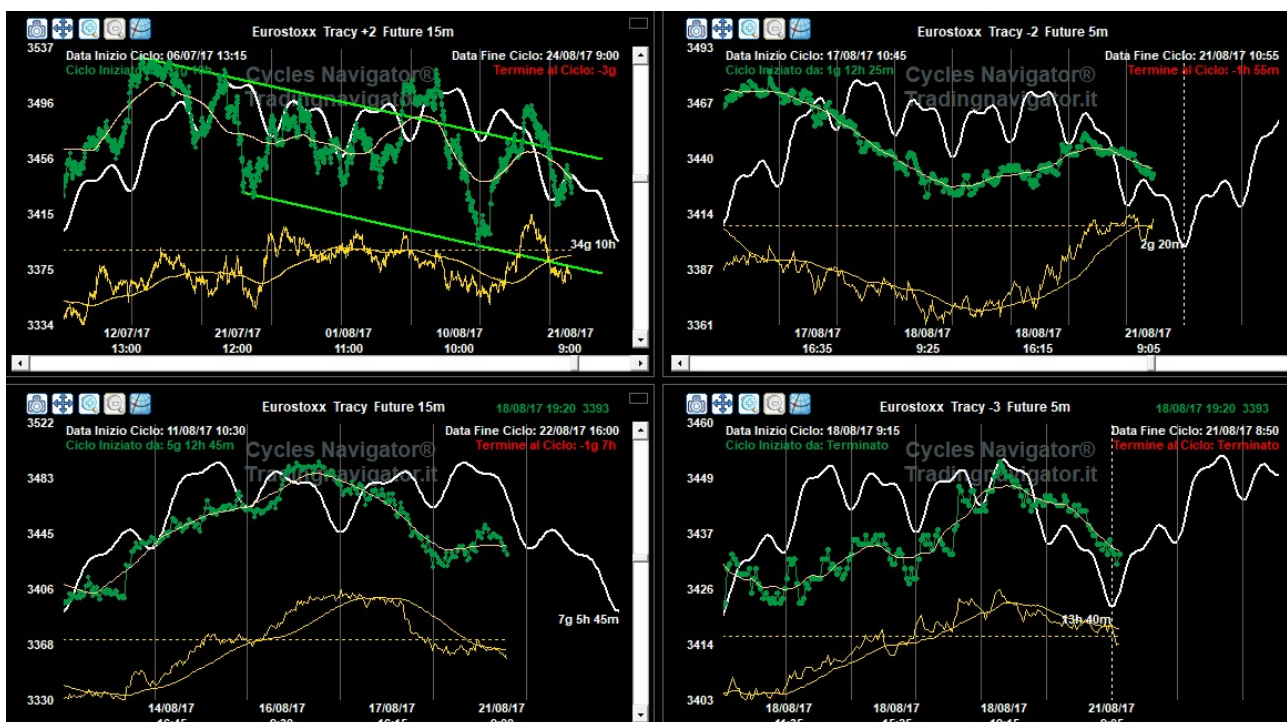 Eurostoxx Tracy +2 Future 15m
3537
Data Inizio Ciclo: 06/07/17 13:15
Data Fine Ciclo: 24/08/17 9:00
Termine al Ciclo: -3g
Cycles Navigator®
Tradingnavigator.it
3496
3456
3415
34g 10h
3375
3334
12/07/17 21/07/17 01/08/17 10/08/17 21/08/17
13:00 12:00 11:00 10:00 9:00
Eurostoxx Tracy -2 Future 5m
3493
Data Inizio Ciclo: 17/08/17 10:45
Data Fine Ciclo: 21/08/17 10:55
Ciclo Iniziato da: 1g 12h 25m
Termine al Ciclo: -1h 55m
Cycles Navigator®
Tradingnavigator.it
3467
3440
3414
2g 20m
3387
3361
17/08/17 18/08/17 18/08/17 21/08/17
16:35 9:25 16:15 9:05
Eurostoxx Tracy Future 15m
18/08/17 19:20 3393
3522
Data Inizio Ciclo: 11/08/17 10:30
Data Fine Ciclo: 22/08/17 16:00
Ciclo Iniziato da: 5g 12h 45m
Termine al Ciclo: -1g 7h
Cycles Navigator®
Tradingnavigator.it
3483
3445
3406
7g 5h 45m
3368
3330
14/08/17 16/08/17 17/08/17 21/08/17
Eurostoxx Tracy -3 Future 5m
18/08/17 19:20 3393
3460
Data Inizio Ciclo: 18/08/17 9:15
Data Fine Ciclo: 21/08/17 8:50
Ciclo Iniziato da: Terminato
Termine al Ciclo: Terminato
Cycles Navigator®
Tradingnavigator.it
3449
3437
3426
13h 40m
3414
3403
18/08/17 18/08/17 18/08/17 21/08/17